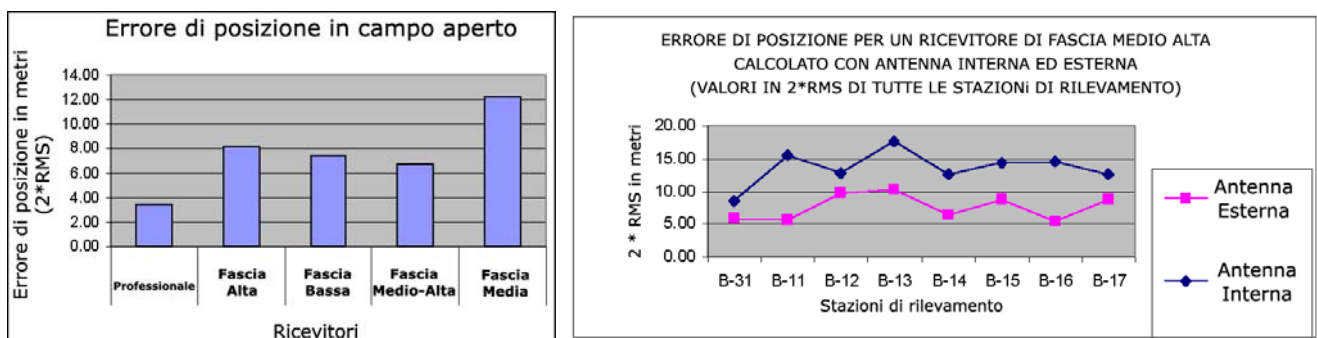 Errore di posizione in campo aperto
Errore di posizione in metri
(2*RMS)
14.00
12.00
10.00
8.00
6.00
4.00
2.00
0.00
Professionale
Fascia
Alta
Fascia
Bassa
Fascia
Medio-Alta
Fascia
Media
Ricevitori
ERRORE DI POSIZIONE PER UN RICEVITORE DI FASCIA MEDIO ALTA
CALCOLATO CON ANTENNA INTERNA ED ESTERNA
(VALORI IN 2*RMS DI TUTTE LE STAZIONi DI RILEVAMENTO)
2 * RMS in metri
20.00
15.00
10.00
5.00
0.00
B-31 B-11 B-12 B-13 B-14 B-15 B-16 B-17
Stazioni di rilevamento
Antenna
Esterna
Antenna
Interna